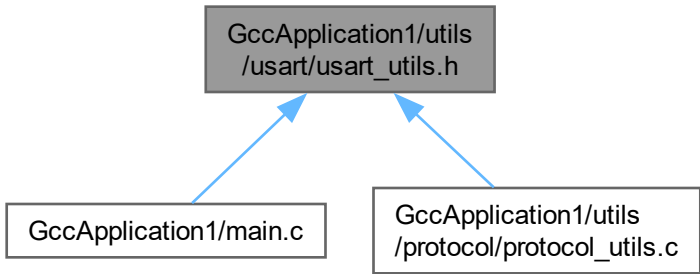 GccApplication1/utils
/usart/usart_utils.h
GccApplication1/main.c
GccApplication1/utils
/protocol/protocol_utils.c